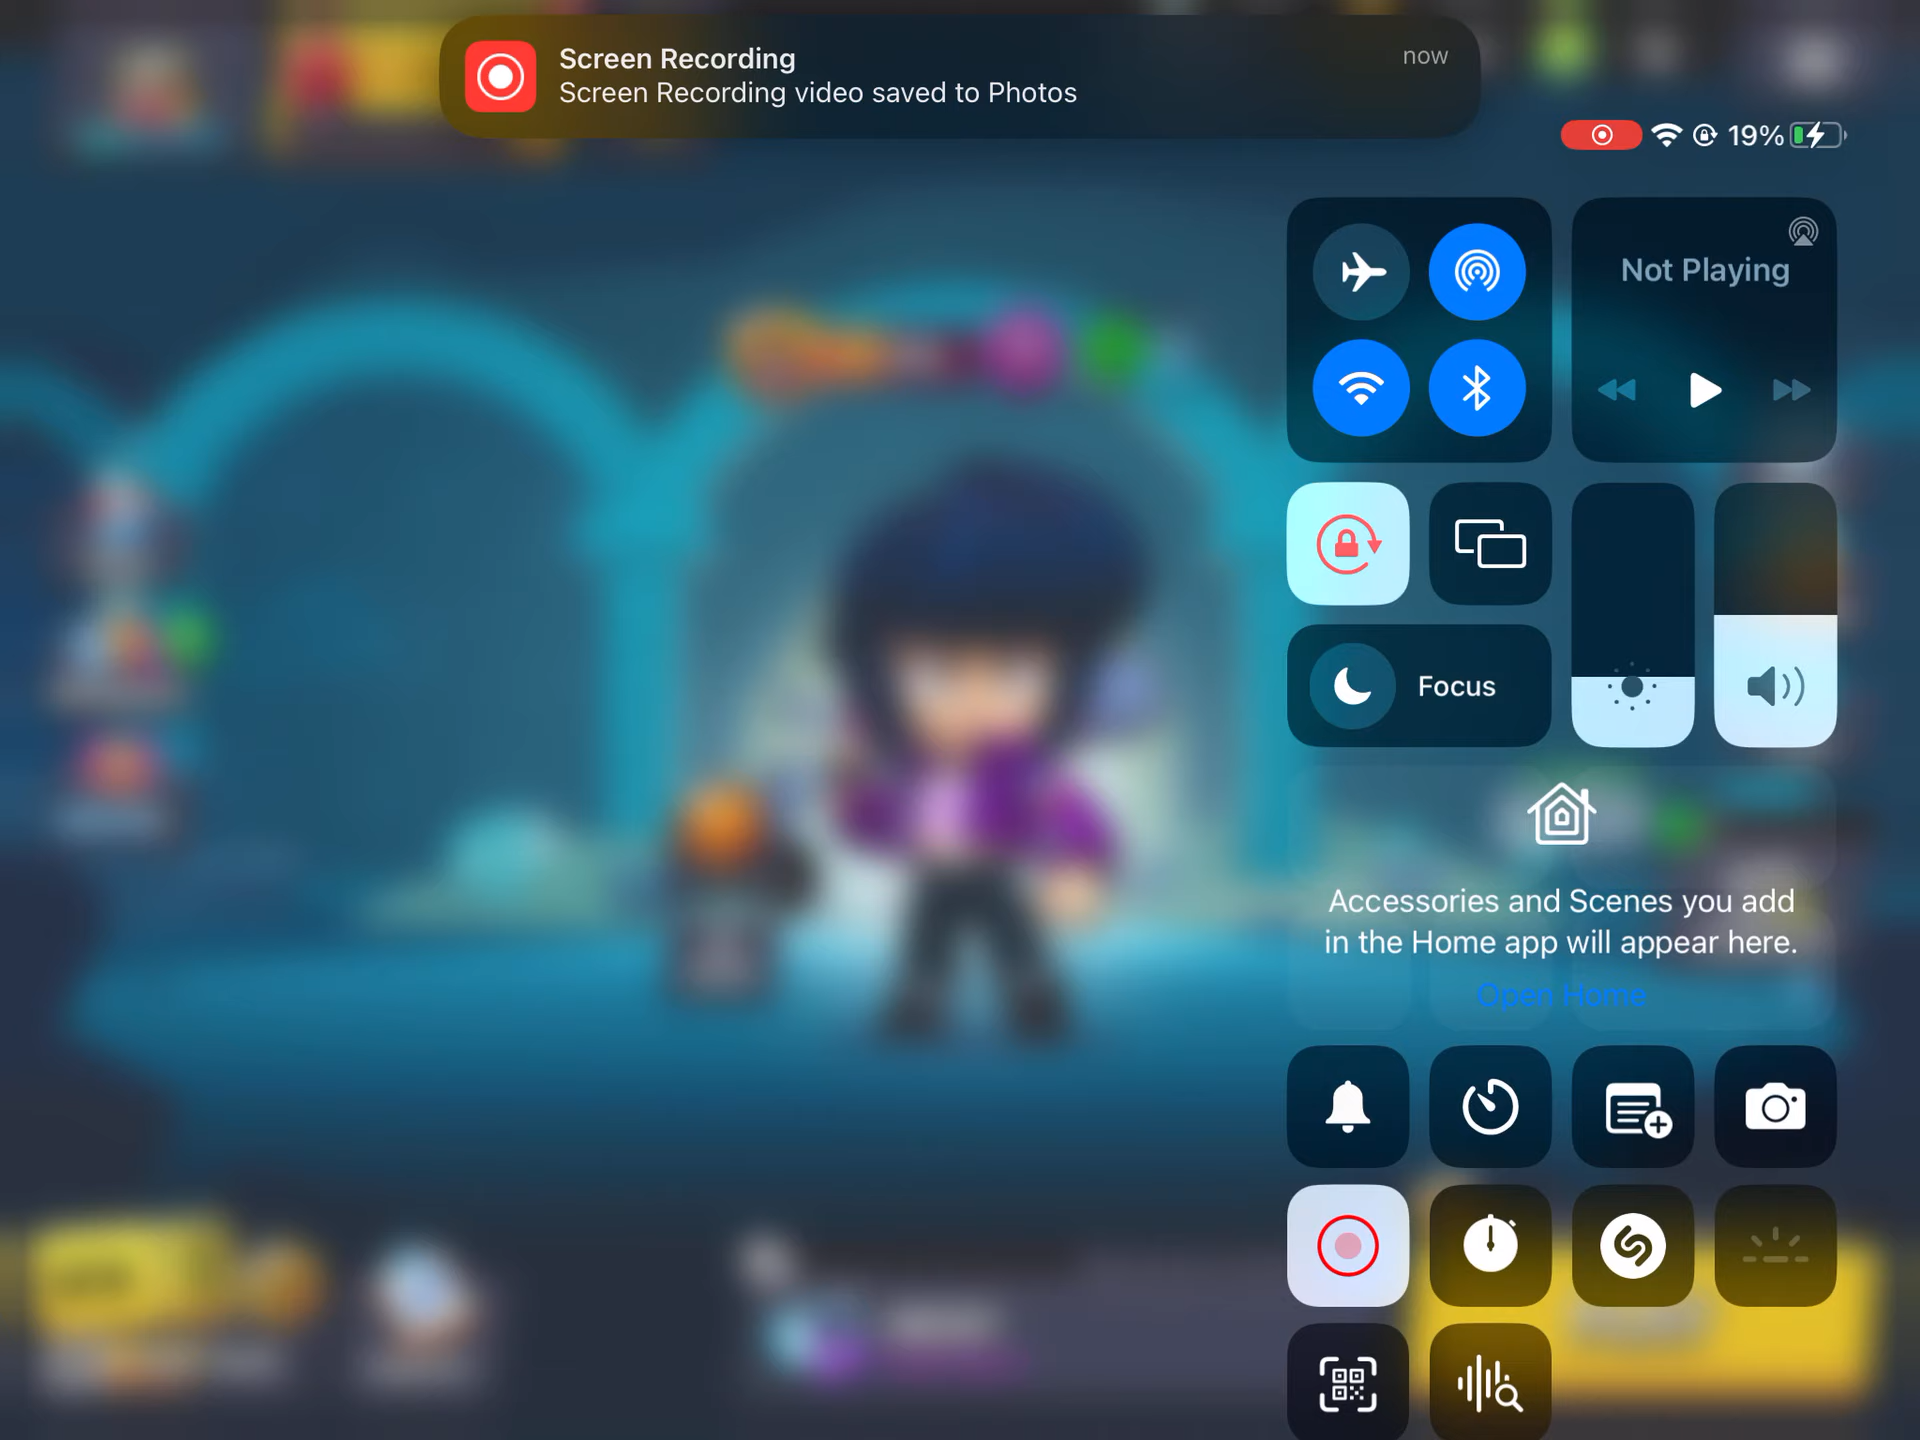 Screen Recording
now
Screen Recording video saved to Photos
19%
Not Playing
Focus
Accessories and Scenes you add
in the Home app will appear here.
Open Home